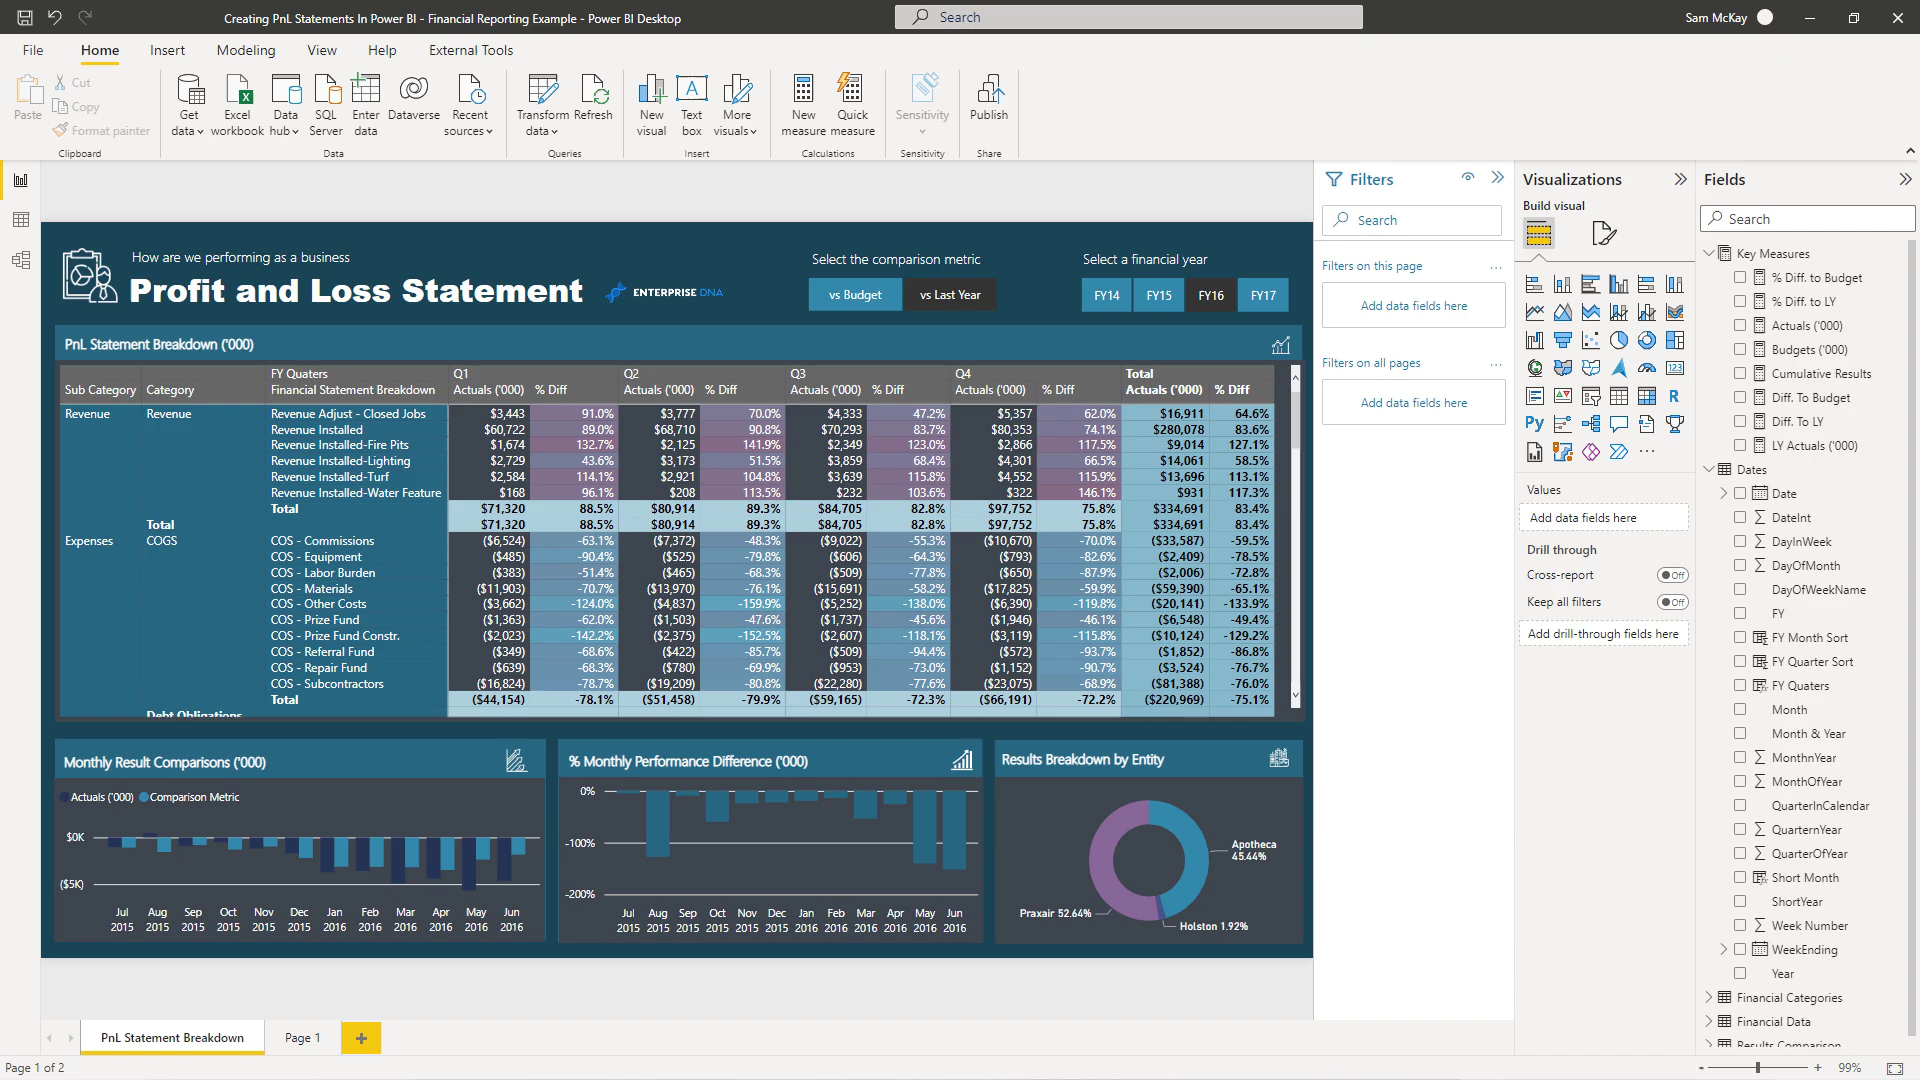 Creating PnL Statements In Power BI - Financial Reporting Example - Power BI Desktop
Search
Sam McKay
File Home Insert Modeling View Help External Tools
Paste
Cut
Copy
Format painter
Clipboard
Get data
Excel workbook
Data hub
SQL Server
Enter data
Dataverse
Recent sources
Data
Transform data
Refresh
Queries
New visual
Text box
More visuals
Insert
New measure
Quick measure
Calculations
Sensitivity
Sensitivity
Publish
Share
How are we performing as a business
Profit and Loss Statement
ENTERPRISE DNA
Select the comparison metric
vs Budget vs Last Year
Select a financial year
FY14 FY15 FY16 FY17
PnL Statement Breakdown ('000)
FY Quaters Q1 Q2 Q3 Q4 Total
Sub Category Category Financial Statement Breakdown Actuals ('000) % Diff Actuals ('000) % Diff Actuals ('000) % Diff Actuals ('000) % Diff Actuals ('000) % Diff
Revenue Revenue Revenue Adjust - Closed Jobs $3,443 91.0% $3,777 70.0% $4,333 47.2% $5,357 62.0% $16,911 64.6%
Revenue Installed $60,722 89.0% $68,710 90.8% $70,293 83.7% $80,353 74.1% $280,078 83.6%
Revenue Installed-Fire Pits $1,674 132.7% $2,125 141.9% $2,349 123.0% $2,866 117.5% $9,014 127.1%
Revenue Installed-Lighting $2,729 43.6% $3,173 51.5% $3,859 68.4% $4,301 66.5% $14,061 58.5%
Revenue Installed-Turf $2,584 114.1% $2,921 104.8% $3,639 115.8% $4,552 115.9% $13,696 113.1%
Revenue Installed-Water Feature $168 96.1% $208 113.5% $232 103.6% $322 146.1% $931 117.3%
Total $71,320 88.5% $80,914 89.3% $84,705 82.8% $97,752 75.8% $334,691 83.4%
Total $71,320 88.5% $80,914 89.3% $84,705 82.8% $97,752 75.8% $334,691 83.4%
Expenses COGS COS - Commissions ($6,524) -63.1% ($7,372) -48.3% ($9,022) -55.3% ($10,670) -70.0% ($33,587) -59.5%
COS - Equipment ($485) -90.4% ($525) -79.8% ($606) -64.3% ($793) -82.6% ($2,409) -78.5%
COS - Labor Burden ($383) -51.4% ($465) -68.3% ($509) -77.8% ($650) -87.9% ($2,006) -72.8%
COS - Materials ($11,903) -70.7% ($13,970) -76.1% ($15,691) -58.2% ($17,825) -59.9% ($59,390) -65.1%
COS - Other Costs ($3,662) -124.0% ($4,837) -159.9% ($5,252) -138.0% ($6,390) -119.8% ($20,141) -133.9%
COS - Prize Fund ($1,363) -62.0% ($1,503) -47.6% ($1,737) -45.6% ($1,946) -46.1% ($6,548) -49.4%
COS - Prize Fund Constr. ($2,023) -142.2% ($2,375) -152.5% ($2,607) -118.1% ($3,119) -115.8% ($10,124) -129.2%
COS - Referral Fund ($349) -68.6% ($422) -85.7% ($509) -94.4% ($572) -93.7% ($1,852) -86.8%
COS - Repair Fund ($639) -68.3% ($780) -69.9% ($953) -73.0% ($1,152) -90.7% ($3,524) -76.7%
COS - Subcontractors ($16,824) -78.7% ($19,209) -80.8% ($22,280) -77.6% ($23,075) -68.9% ($81,388) -76.0%
Total ($44,154) -78.1% ($51,458) -79.9% ($59,165) -72.3% ($66,191) -72.2% ($220,969) -75.1%
Debt Obligations
Monthly Result Comparisons ('000)
Actuals ('000) Comparison Metric
$0K
($5K)
Jul Aug Sep Oct Nov Dec Jan Feb Mar Apr May Jun
2015 2015 2015 2015 2015 2015 2016 2016 2016 2016 2016 2016
% Monthly Performance Difference ('000)
0%
-100%
-200%
Jul Aug Sep Oct Nov Dec Jan Feb Mar Apr May Jun
2015 2015 2015 2015 2015 2015 2016 2016 2016 2016 2016 2016
Results Breakdown by Entity
Apotheca
45.44%
Praxair 52.64%
Holston 1.92%
PnL Statement Breakdown
Page 1
+
Page 1 of 2
Filters
Search
Filters on this page ...
Add data fields here
Filters on all pages ...
Add data fields here
Visualizations
Build visual
123
R
Py
...
Values
Add data fields here
Drill through
Cross-report Off
Keep all filters Off
Add drill-through fields here
Fields
Search
Key Measures
% Diff. to Budget
% Diff. to LY
Actuals ('000)
Budgets ('000)
Cumulative Results
Diff. To Budget
Diff. To LY
LY Actuals ('000)
Dates
Date
DateInt
DayInWeek
DayOfMonth
DayOfWeekName
FY
FY Month Sort
FY Quarter Sort
FY Quaters
Month
Month & Year
MonthnYear
MonthOfYear
QuarterInCalendar
QuarternYear
QuarterOfYear
Short Month
ShortYear
Week Number
WeekEnding
Year
Financial Categories
Financial Data
Results Comparison
- + 99%